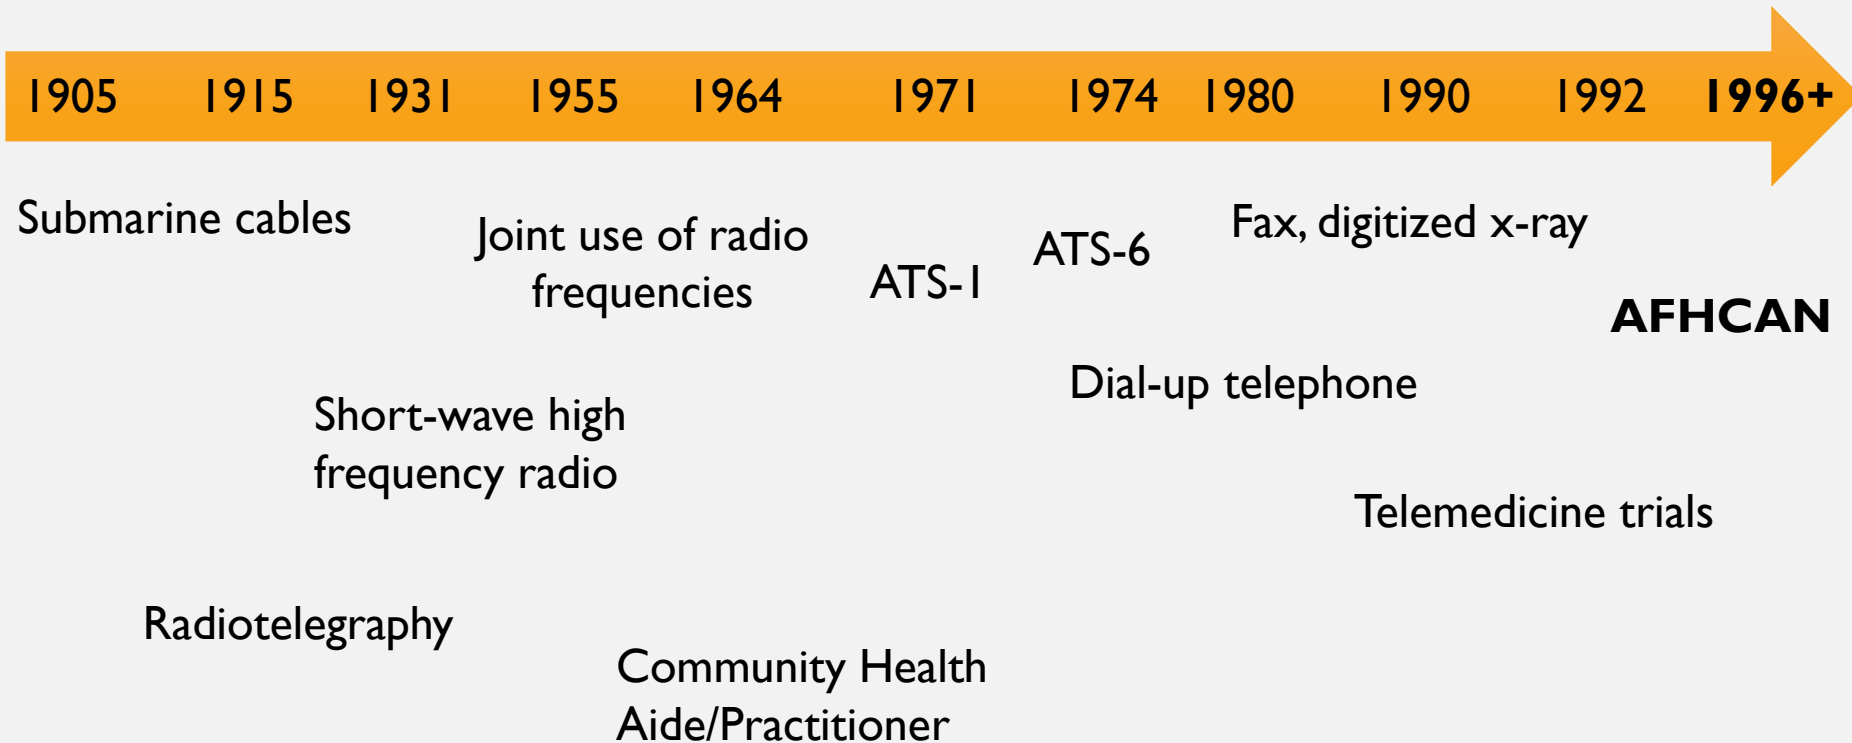 1905 1915 1931 1955 1964 1971 1974 1980 1990 1992 1996+
Submarine cables
Joint use of radio
frequencies
ATS-1
ATS-6
Fax, digitized x-ray
AFHCAN
Dial-up telephone
Short-wave high
frequency radio
Telemedicine trials
Radiotelegraphy
Community Health
Aide/Practitioner